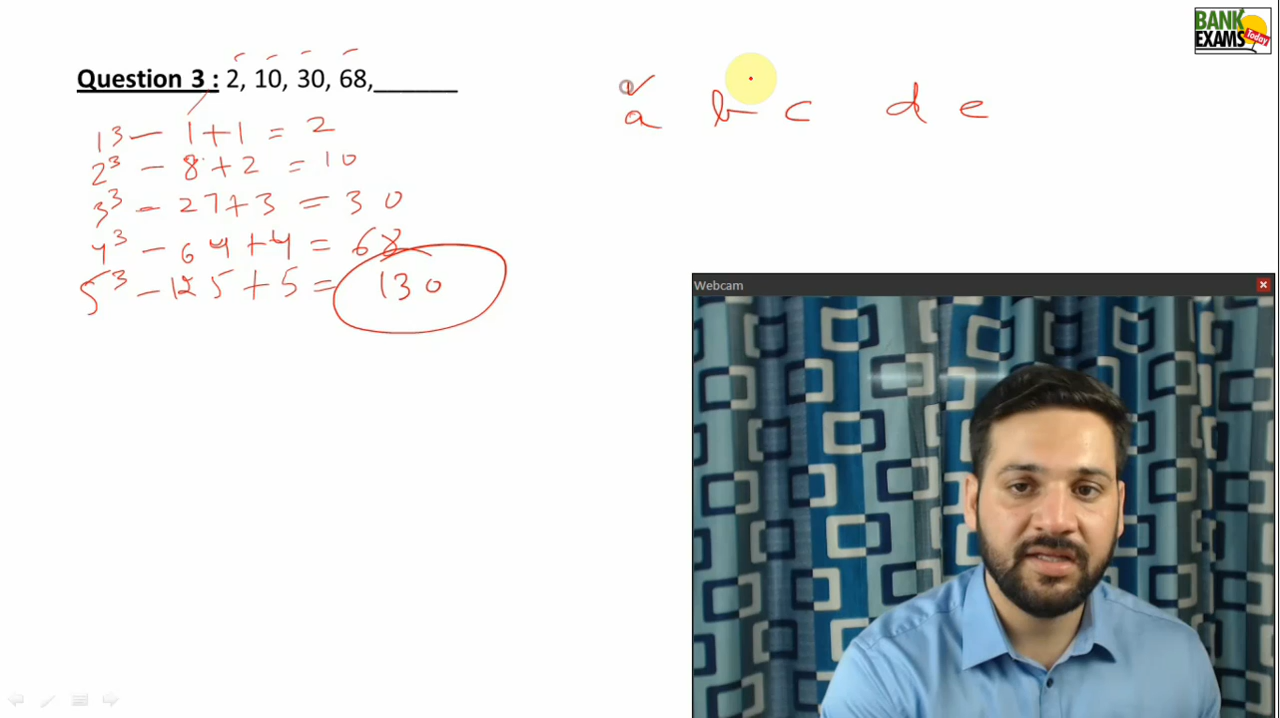 BANK
EXAMS Today
Question 3 : 2, 10, 30, 68,______
a b c d e
1³ — 1 + 1 = 2
2³ — 8 + 2 = 10
3³ — 27 + 3 = 30
4³ — 64 + 4 = 68
5³ — 125 + 5 = 130
Webcam